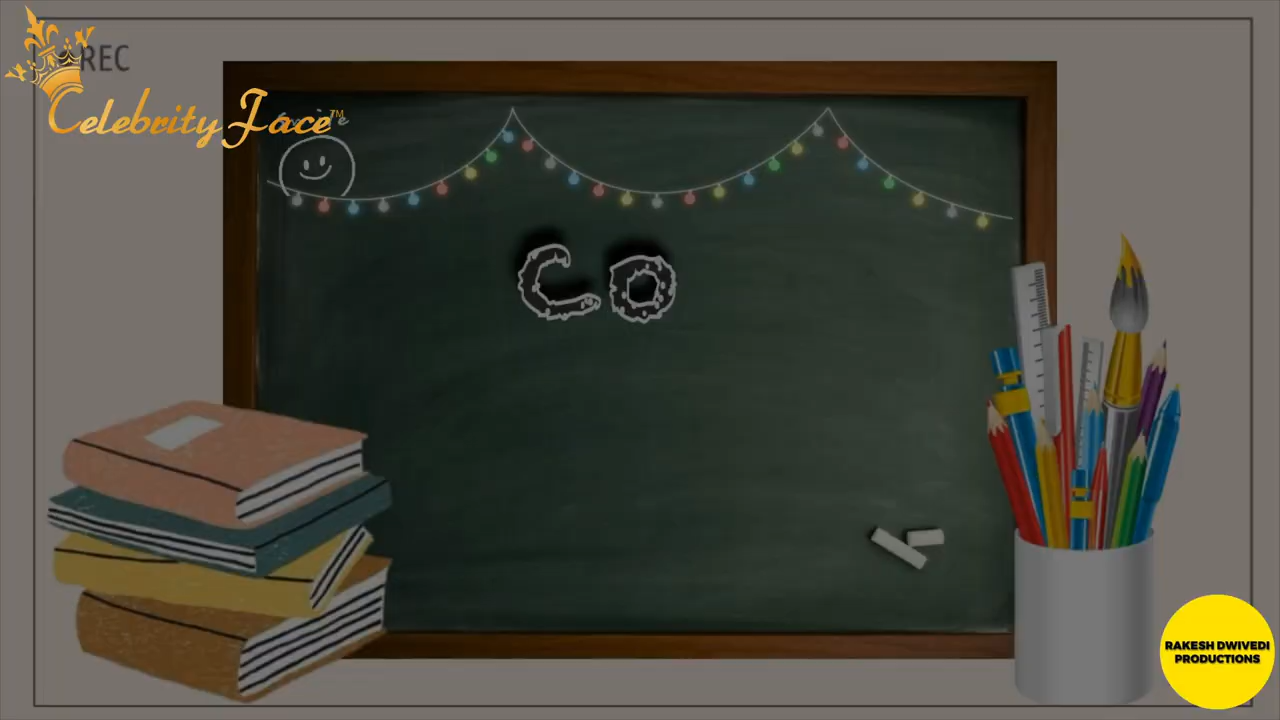 REC
Celebrity Face™
Co
RAKESH DWIVEDI
PRODUCTIONS